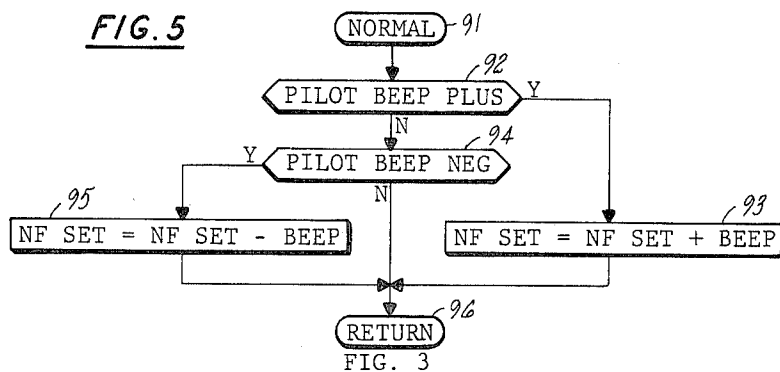 FIG. 5
NORMAL 91
92
PILOT BEEP PLUS Y
N
94
Y PILOT BEEP NEG
N
95
NF SET = NF SET - BEEP
93
NF SET = NF SET + BEEP
96
RETURN
FIG. 3